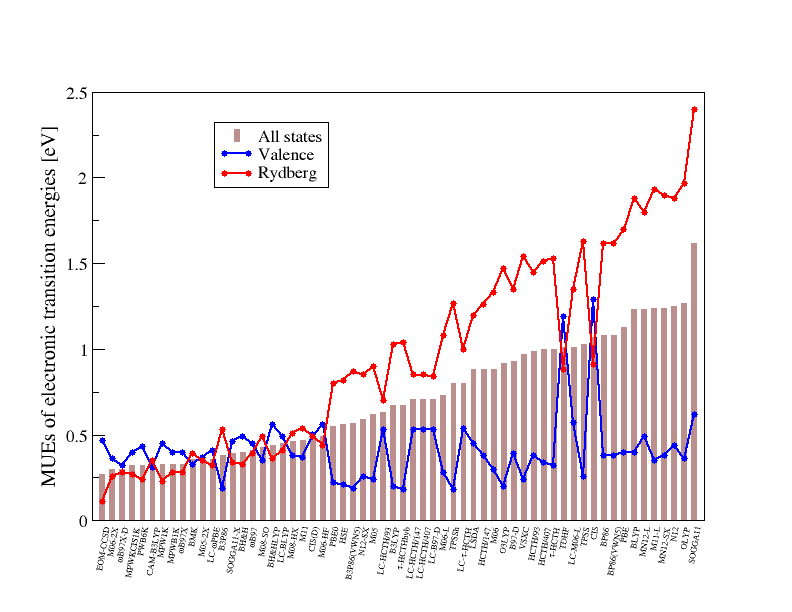 MUEs of electronic transition energies [eV]
2.5
2
1.5
1
0.5
0
All states
Valence
Rydberg
EOM-CCSD
M06-2X
ωB97X-D
MPWKCIS1K
PWB6K
CAM-B3LYP
MPW1K
MPWB1K
ωB97X
BMK
M05-2X
LC-ωPBE
B3P86
SOGGA11-X
BH&H
ωB97
M08-SO
BH&HLYP
LC-BLYP
M08-HX
M11
CIS(D)
M06-HF
PBE0
HSE
B3P86(VWN5)
N12-SX
M05
LC-HCTH/93
B3LYP
τ-HCTHhyb
LC-HCTH/147
LC-HCTH/407
LC-B97-D
M06-L
TPSSh
LC-τ-HCTH
LSDA
HCTH/147
M06
O3LYP
B97-D
VSXC
HCTH/93
HCTH/407
τ-HCTH
TDHF
LC-M06-L
TPSS
CIS
BP86
BP86(VWN5)
PBE
BLYP
MN12-L
M11-L
MN12-SX
N12
OLYP
SOGGA11